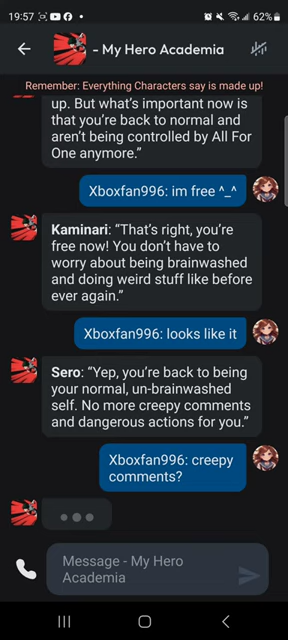 19:57
62%
- My Hero Academia
Remember: Everything Characters say is made up!
up. But what's important now is
that you're back to normal and
aren't being controlled by All For
One anymore.”
Xboxfan996: im free ^_^
Kaminari: “That's right, you're
free now! You don't have to
worry about being brainwashed
and doing weird stuff like before
ever again.”
Xboxfan996: looks like it
Sero: “Yep, you're back to being
your normal, un-brainwashed
self. No more creepy comments
and dangerous actions for you.”
Xboxfan996: creepy
comments?
Message - My Hero
Academia